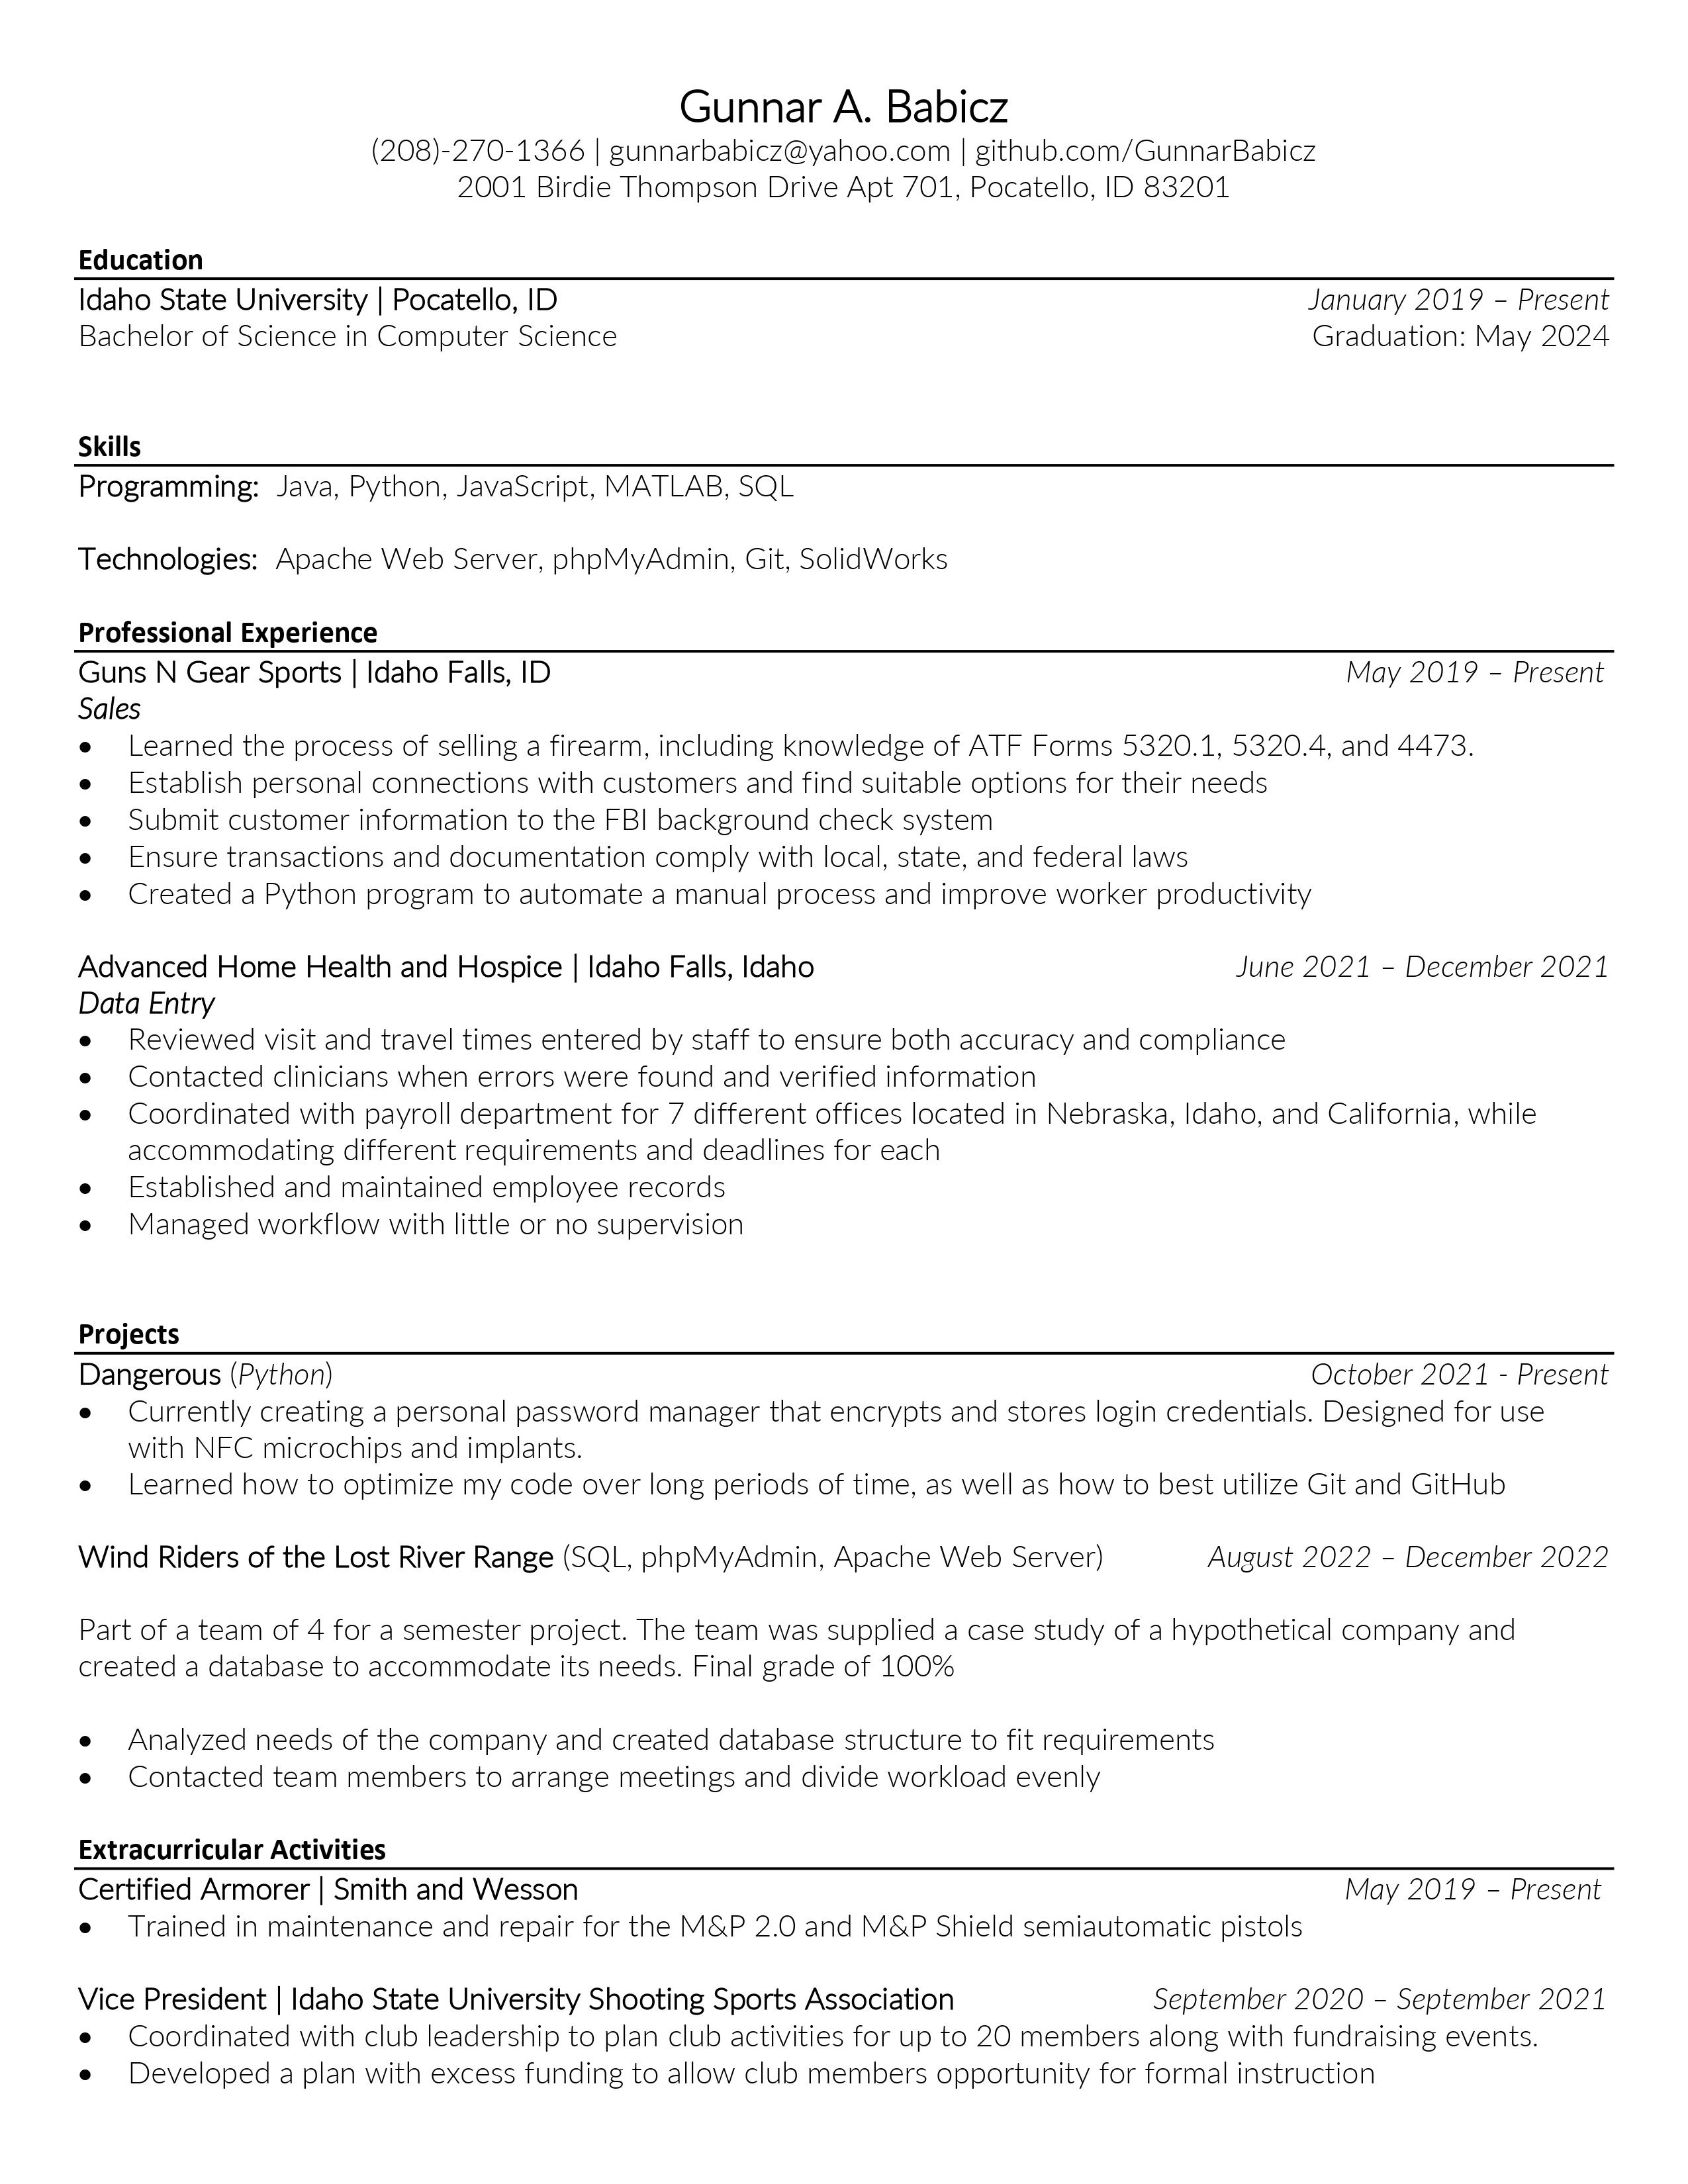 Gunnar A. Babicz
(208)-270-1366 | gunnarbabicz@yahoo.com | github.com/GunnarBabicz
2001 Birdie Thompson Drive Apt 701, Pocatello, ID 83201
Education
Idaho State University | Pocatello, ID January 2019 – Present
Bachelor of Science in Computer Science Graduation: May 2024
Skills
Programming: Java, Python, JavaScript, MATLAB, SQL
Technologies: Apache Web Server, phpMyAdmin, Git, SolidWorks
Professional Experience
Guns N Gear Sports | Idaho Falls, ID May 2019 – Present
Sales
• Learned the process of selling a firearm, including knowledge of ATF Forms 5320.1, 5320.4, and 4473.
• Establish personal connections with customers and find suitable options for their needs
• Submit customer information to the FBI background check system
• Ensure transactions and documentation comply with local, state, and federal laws
• Created a Python program to automate a manual process and improve worker productivity
Advanced Home Health and Hospice | Idaho Falls, Idaho June 2021 – December 2021
Data Entry
• Reviewed visit and travel times entered by staff to ensure both accuracy and compliance
• Contacted clinicians when errors were found and verified information
• Coordinated with payroll department for 7 different offices located in Nebraska, Idaho, and California, while
accommodating different requirements and deadlines for each
• Established and maintained employee records
• Managed workflow with little or no supervision
Projects
Dangerous (Python) October 2021 - Present
• Currently creating a personal password manager that encrypts and stores login credentials. Designed for use
with NFC microchips and implants.
• Learned how to optimize my code over long periods of time, as well as how to best utilize Git and GitHub
Wind Riders of the Lost River Range (SQL, phpMyAdmin, Apache Web Server) August 2022 – December 2022
Part of a team of 4 for a semester project. The team was supplied a case study of a hypothetical company and
created a database to accommodate its needs. Final grade of 100%
• Analyzed needs of the company and created database structure to fit requirements
• Contacted team members to arrange meetings and divide workload evenly
Extracurricular Activities
Certified Armorer | Smith and Wesson May 2019 – Present
• Trained in maintenance and repair for the M&P 2.0 and M&P Shield semiautomatic pistols
Vice President | Idaho State University Shooting Sports Association September 2020 – September 2021
• Coordinated with club leadership to plan club activities for up to 20 members along with fundraising events.
• Developed a plan with excess funding to allow club members opportunity for formal instruction